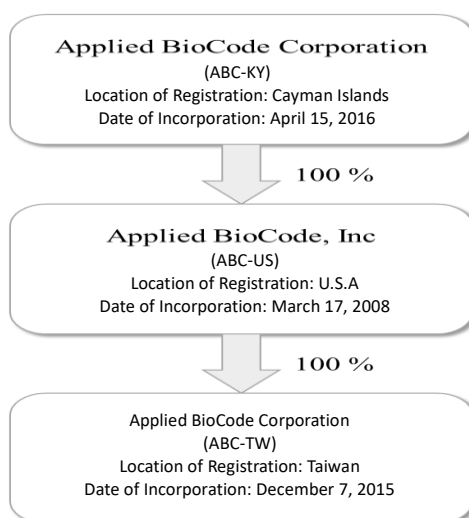 Applied BioCode Corporation
(ABC-KY)
Location of Registration: Cayman Islands
Date of Incorporation: April 15, 2016
100 %
Applied BioCode, Inc
(ABC-US)
Location of Registration: U.S.A
Date of Incorporation: March 17, 2008
100 %
Applied BioCode Corporation
(ABC-TW)
Location of Registration: Taiwan
Date of Incorporation: December 7, 2015